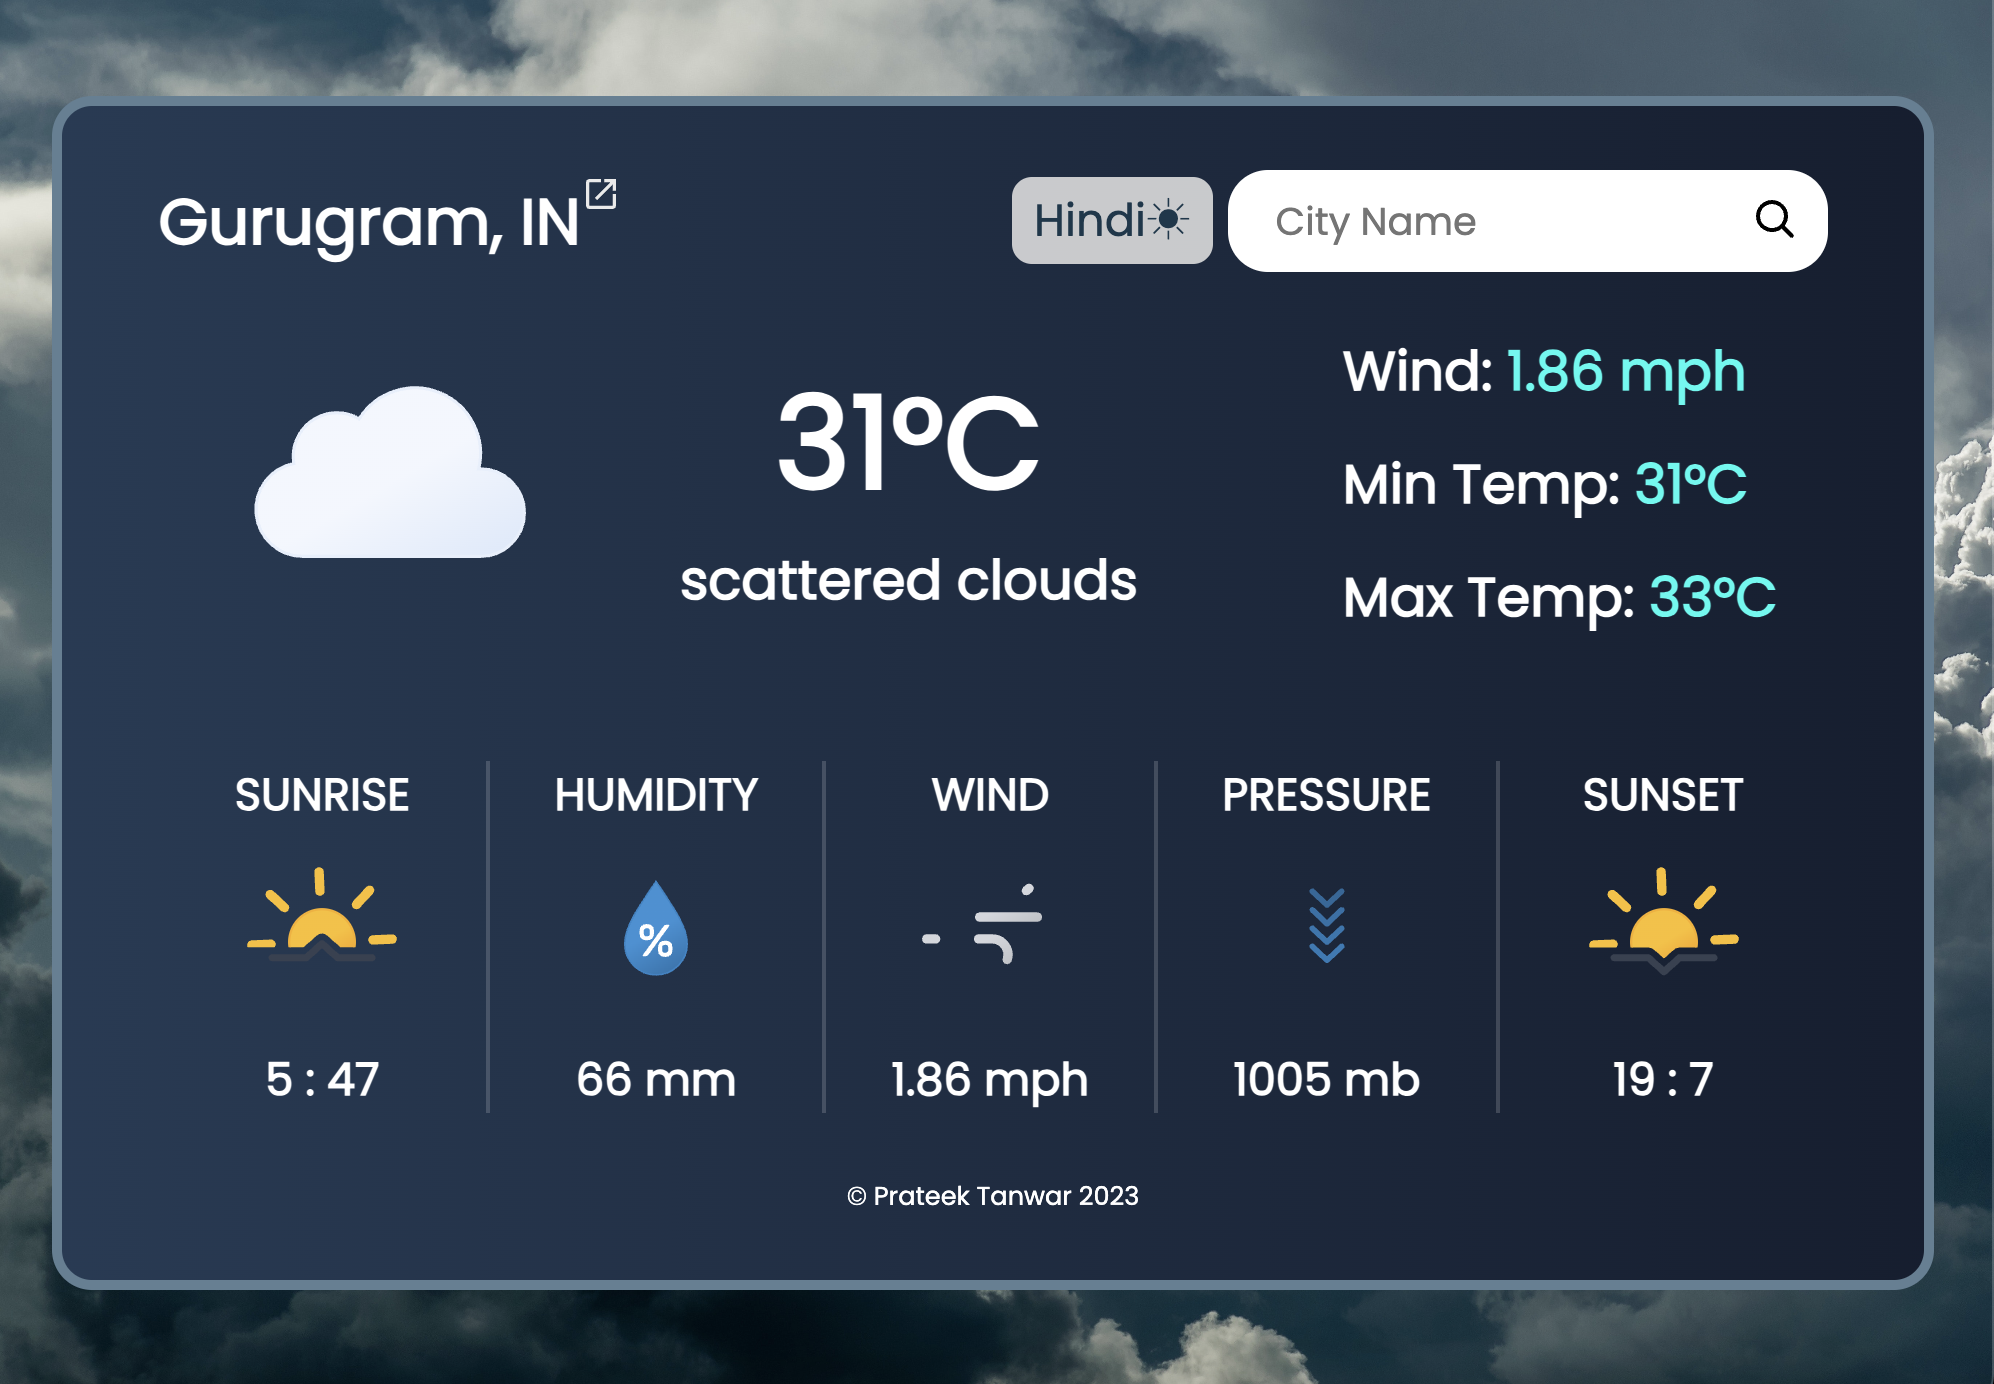 Gurugram, IN
Hindi
City Name
31°C
scattered clouds
Wind: 1.86 mph
Min Temp: 31°C
Max Temp: 33°C
SUNRISE
5 : 47
HUMIDITY
%
66 mm
WIND
1.86 mph
PRESSURE
1005 mb
SUNSET
19 : 7
© Prateek Tanwar 2023